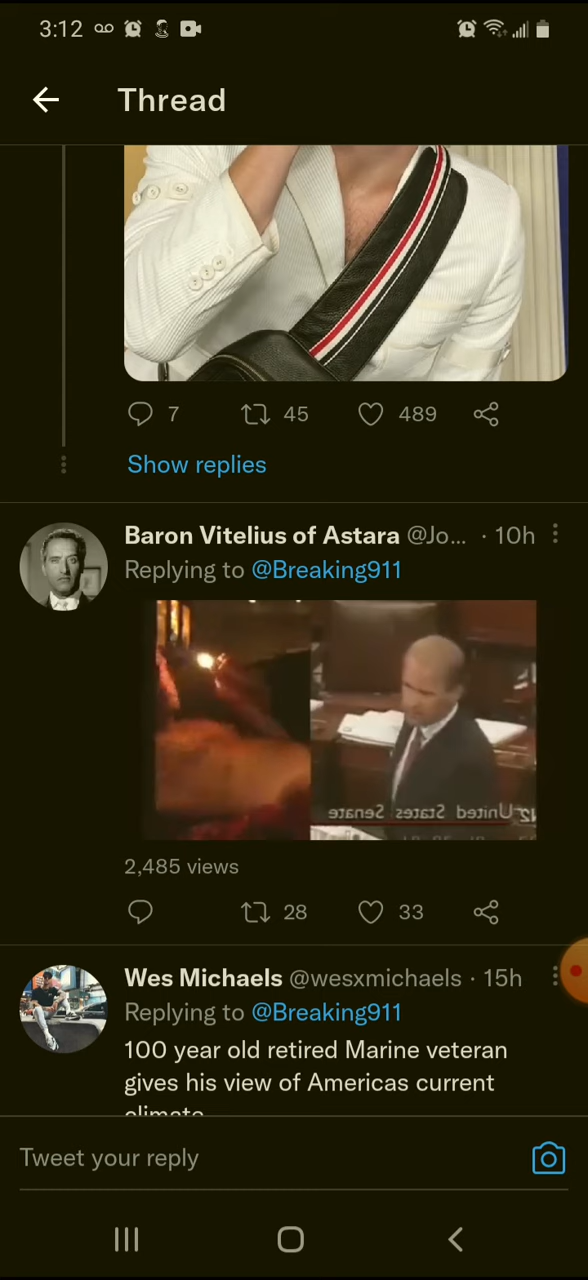 3:12
Thread
7
45
489
Show replies
Baron Vitelius of Astara @Jo... · 10h
Replying to @Breaking911
United States Senate
2,485 views
28
33
Wes Michaels @wesxmichaels · 15h
Replying to @Breaking911
100 year old retired Marine veteran
gives his view of Americas current
climate
Tweet your reply